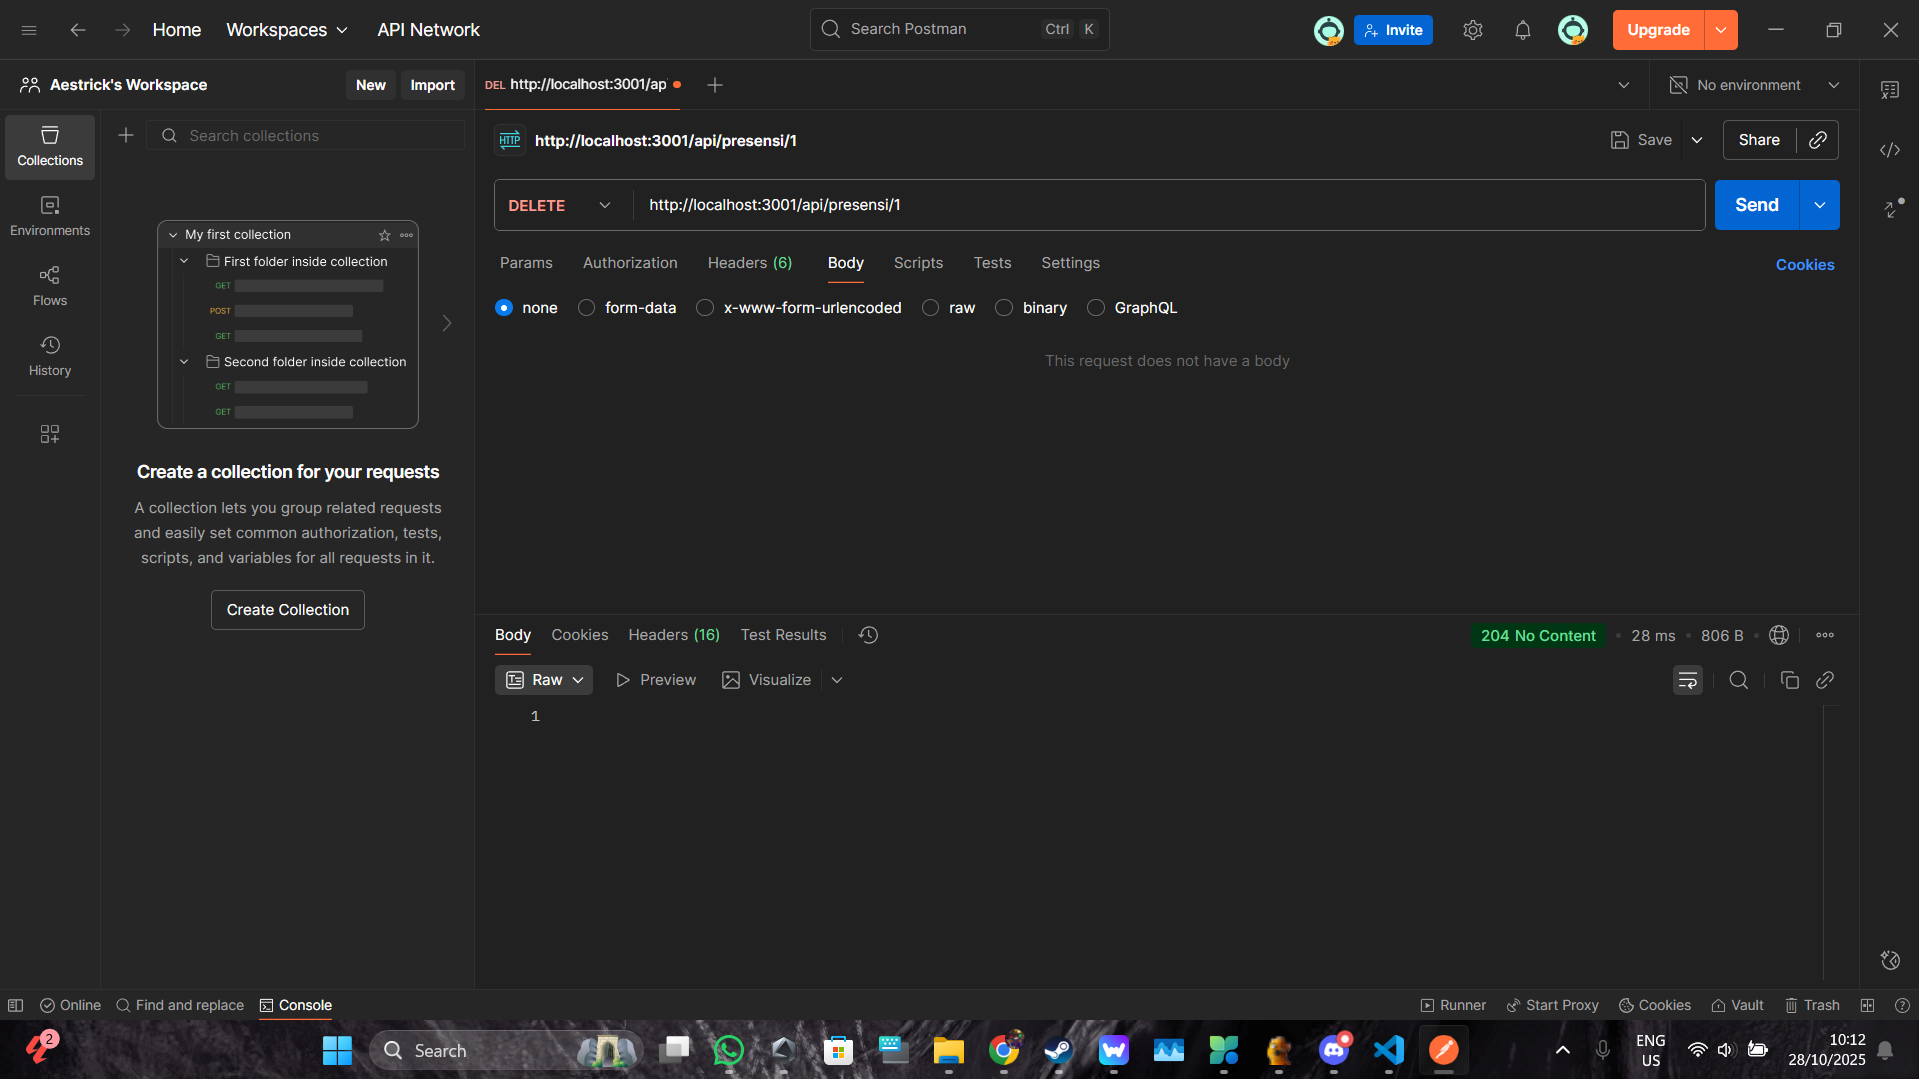 Home Workspaces API Network Search Postman Ctrl K Invite Upgrade
Aestrick's Workspace New Import DEL http://localhost:3001/ap No environment
Collections
Search collections
http://localhost:3001/api/presensi/1 Save Share
DELETE http://localhost:3001/api/presensi/1 Send
Environments
My first collection
First folder inside collection
GET
POST
GET
Second folder inside collection
GET
GET
Flows
History
Params Authorization Headers (6) Body Scripts Tests Settings Cookies
none form-data x-www-form-urlencoded raw binary GraphQL
This request does not have a body
Create a collection for your requests
A collection lets you group related requests
and easily set common authorization, tests,
scripts, and variables for all requests in it.
Create Collection
Body Cookies Headers (16) Test Results 204 No Content 28 ms 806 B
Raw Preview Visualize
1
Online Find and replace Console Runner Start Proxy Cookies Vault Trash
2 Search ENG 10:12
US 28/10/2025